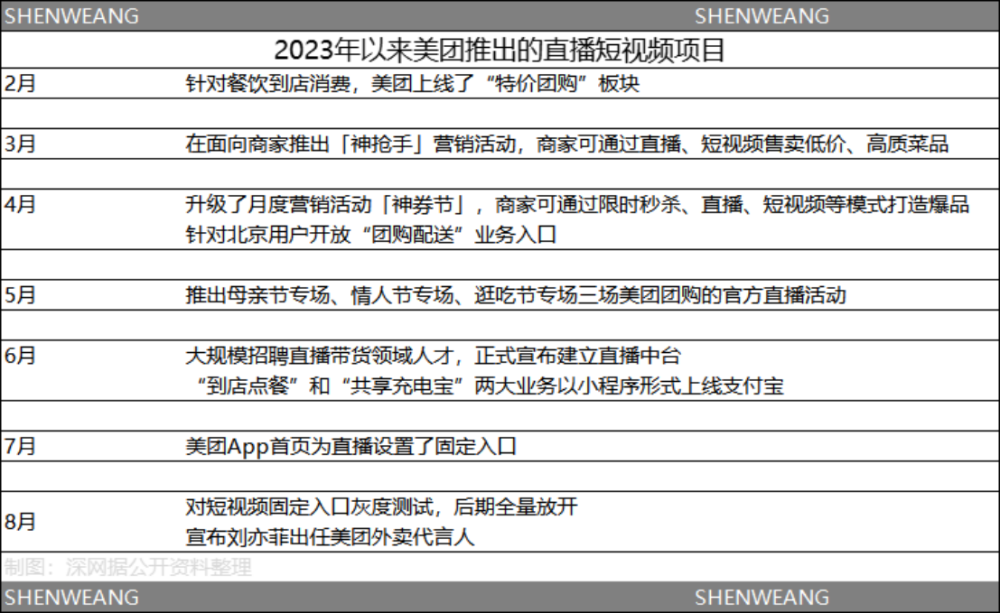 SHENWEANG SHENWEANG
2023年以来美团推出的直播短视频项目
2月 针对餐饮到店消费，美团上线了“特价团购”板块
3月 在面向商家推出「神抢手」营销活动，商家可通过直播、短视频售卖低价、高质菜品
4月 升级了月度营销活动「神券节」，商家可通过限时秒杀、直播、短视频等模式打造爆品
针对北京用户开放“团购配送”业务入口
5月 推出母亲节专场、情人节专场、逛吃节专场三场美团团购的官方直播活动
6月 大规模招聘直播带货领域人才，正式宣布建立直播中台
“到店点餐”和“共享充电宝”两大业务以小程序形式上线支付宝
7月 美团App首页为直播设置了固定入口
8月 对短视频固定入口灰度测试，后期全量放开
宣布刘亦菲出任美团外卖代言人
制图：深网据公开资料整理
SHENWEANG SHENWEANG